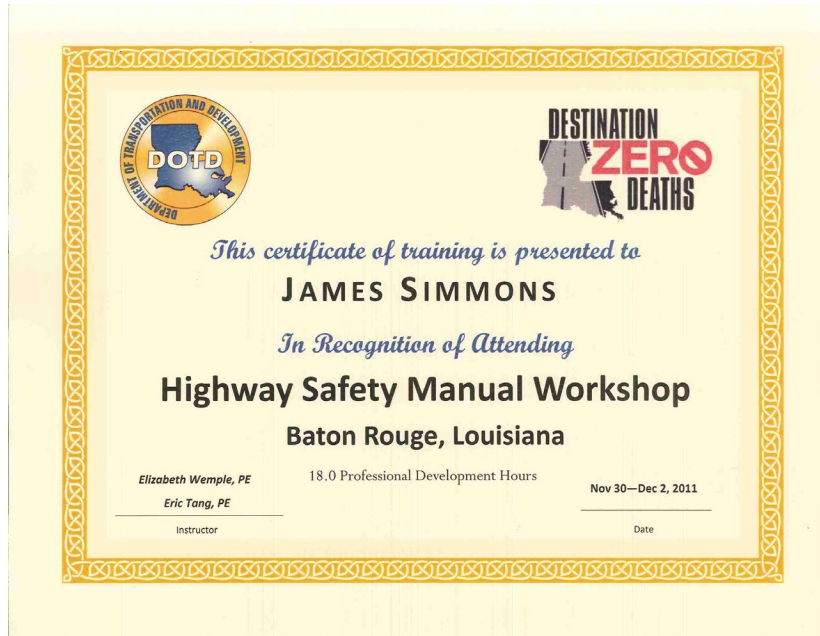 DEPARTMENT OF TRANSPORTATION AND DEVELOPMENT
DOTD
DESTINATION
ZERO
DEATHS
This certificate of training is presented to
JAMES SIMMONS
In Recognition of Attending
Highway Safety Manual Workshop
Baton Rouge, Louisiana
18.0 Professional Development Hours
Elizabeth Wemple, PE
Eric Tang, PE
Instructor
Nov 30—Dec 2, 2011
Date